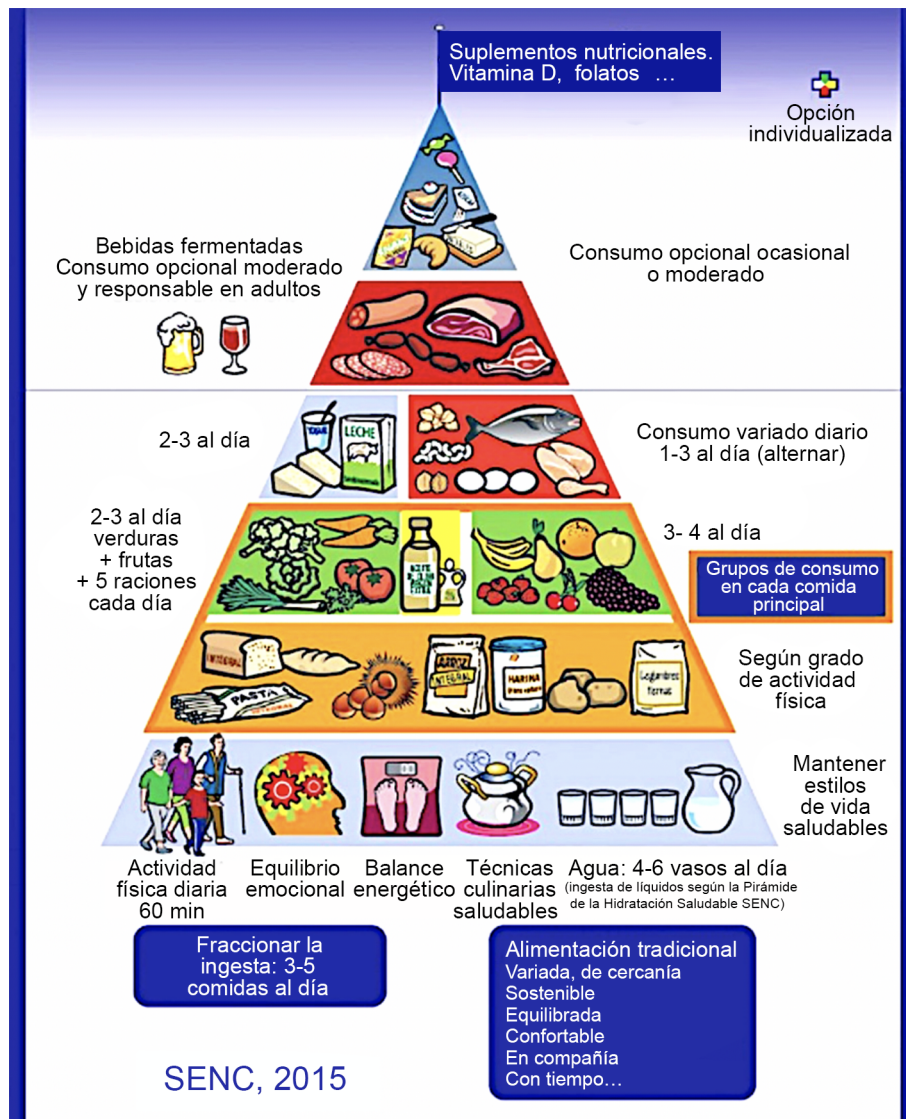 Suplementos nutricionales.
Vitamina D, folatos ...
Opción
individualizada
Bebidas fermentadas
Consumo opcional moderado
y responsable en adultos
Consumo opcional ocasional
o moderado
2-3 al día
LECHE
Consumo variado diario
1-3 al día (alternar)
2-3 al día
verduras
+ frutas
+ 5 raciones
cada día
3- 4 al día
Grupos de consumo
en cada comida
principal
INTEGRAL
PASTA
ARROZ
INTEGRAL
HARINA
Legumbres
tiernas
Según grado
de actividad
física
Mantener
estilos
de vida
saludables
Actividad
física diaria
60 min
Equilibrio
emocional
Balance
energético
Técnicas
culinarias
saludables
Agua: 4-6 vasos al día
(ingesta de líquidos según la Pirámide
de la Hidratación Saludable SENC)
Fraccionar la
ingesta: 3-5
comidas al día
Alimentación tradicional
Variada, de cercanía
Sostenible
Equilibrada
Confortable
En compañía
Con tiempo...
SENC, 2015